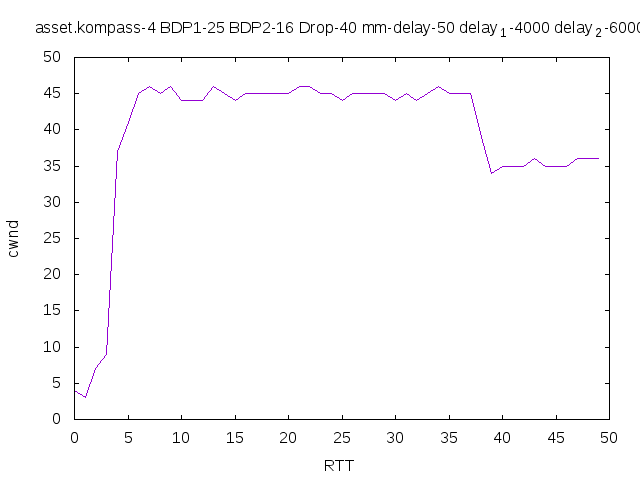 asset.kompass-4 BDP1-25 BDP2-16 Drop-40 mm-delay-50 delay₁-4000 delay₂-6000
50
45
40
35
30
25
20
15
10
5
0
cwnd
0 5 10 15 20 25 30 35 40 45 50
RTT